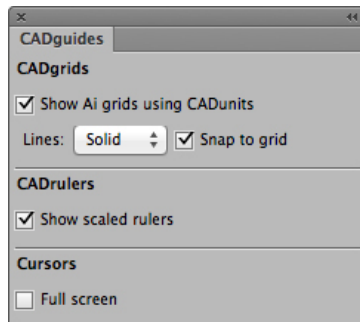 CADguides
CADgrids
Show Ai grids using CADunits
Lines: Solid Snap to grid
CADrulers
Show scaled rulers
Cursors
Full screen